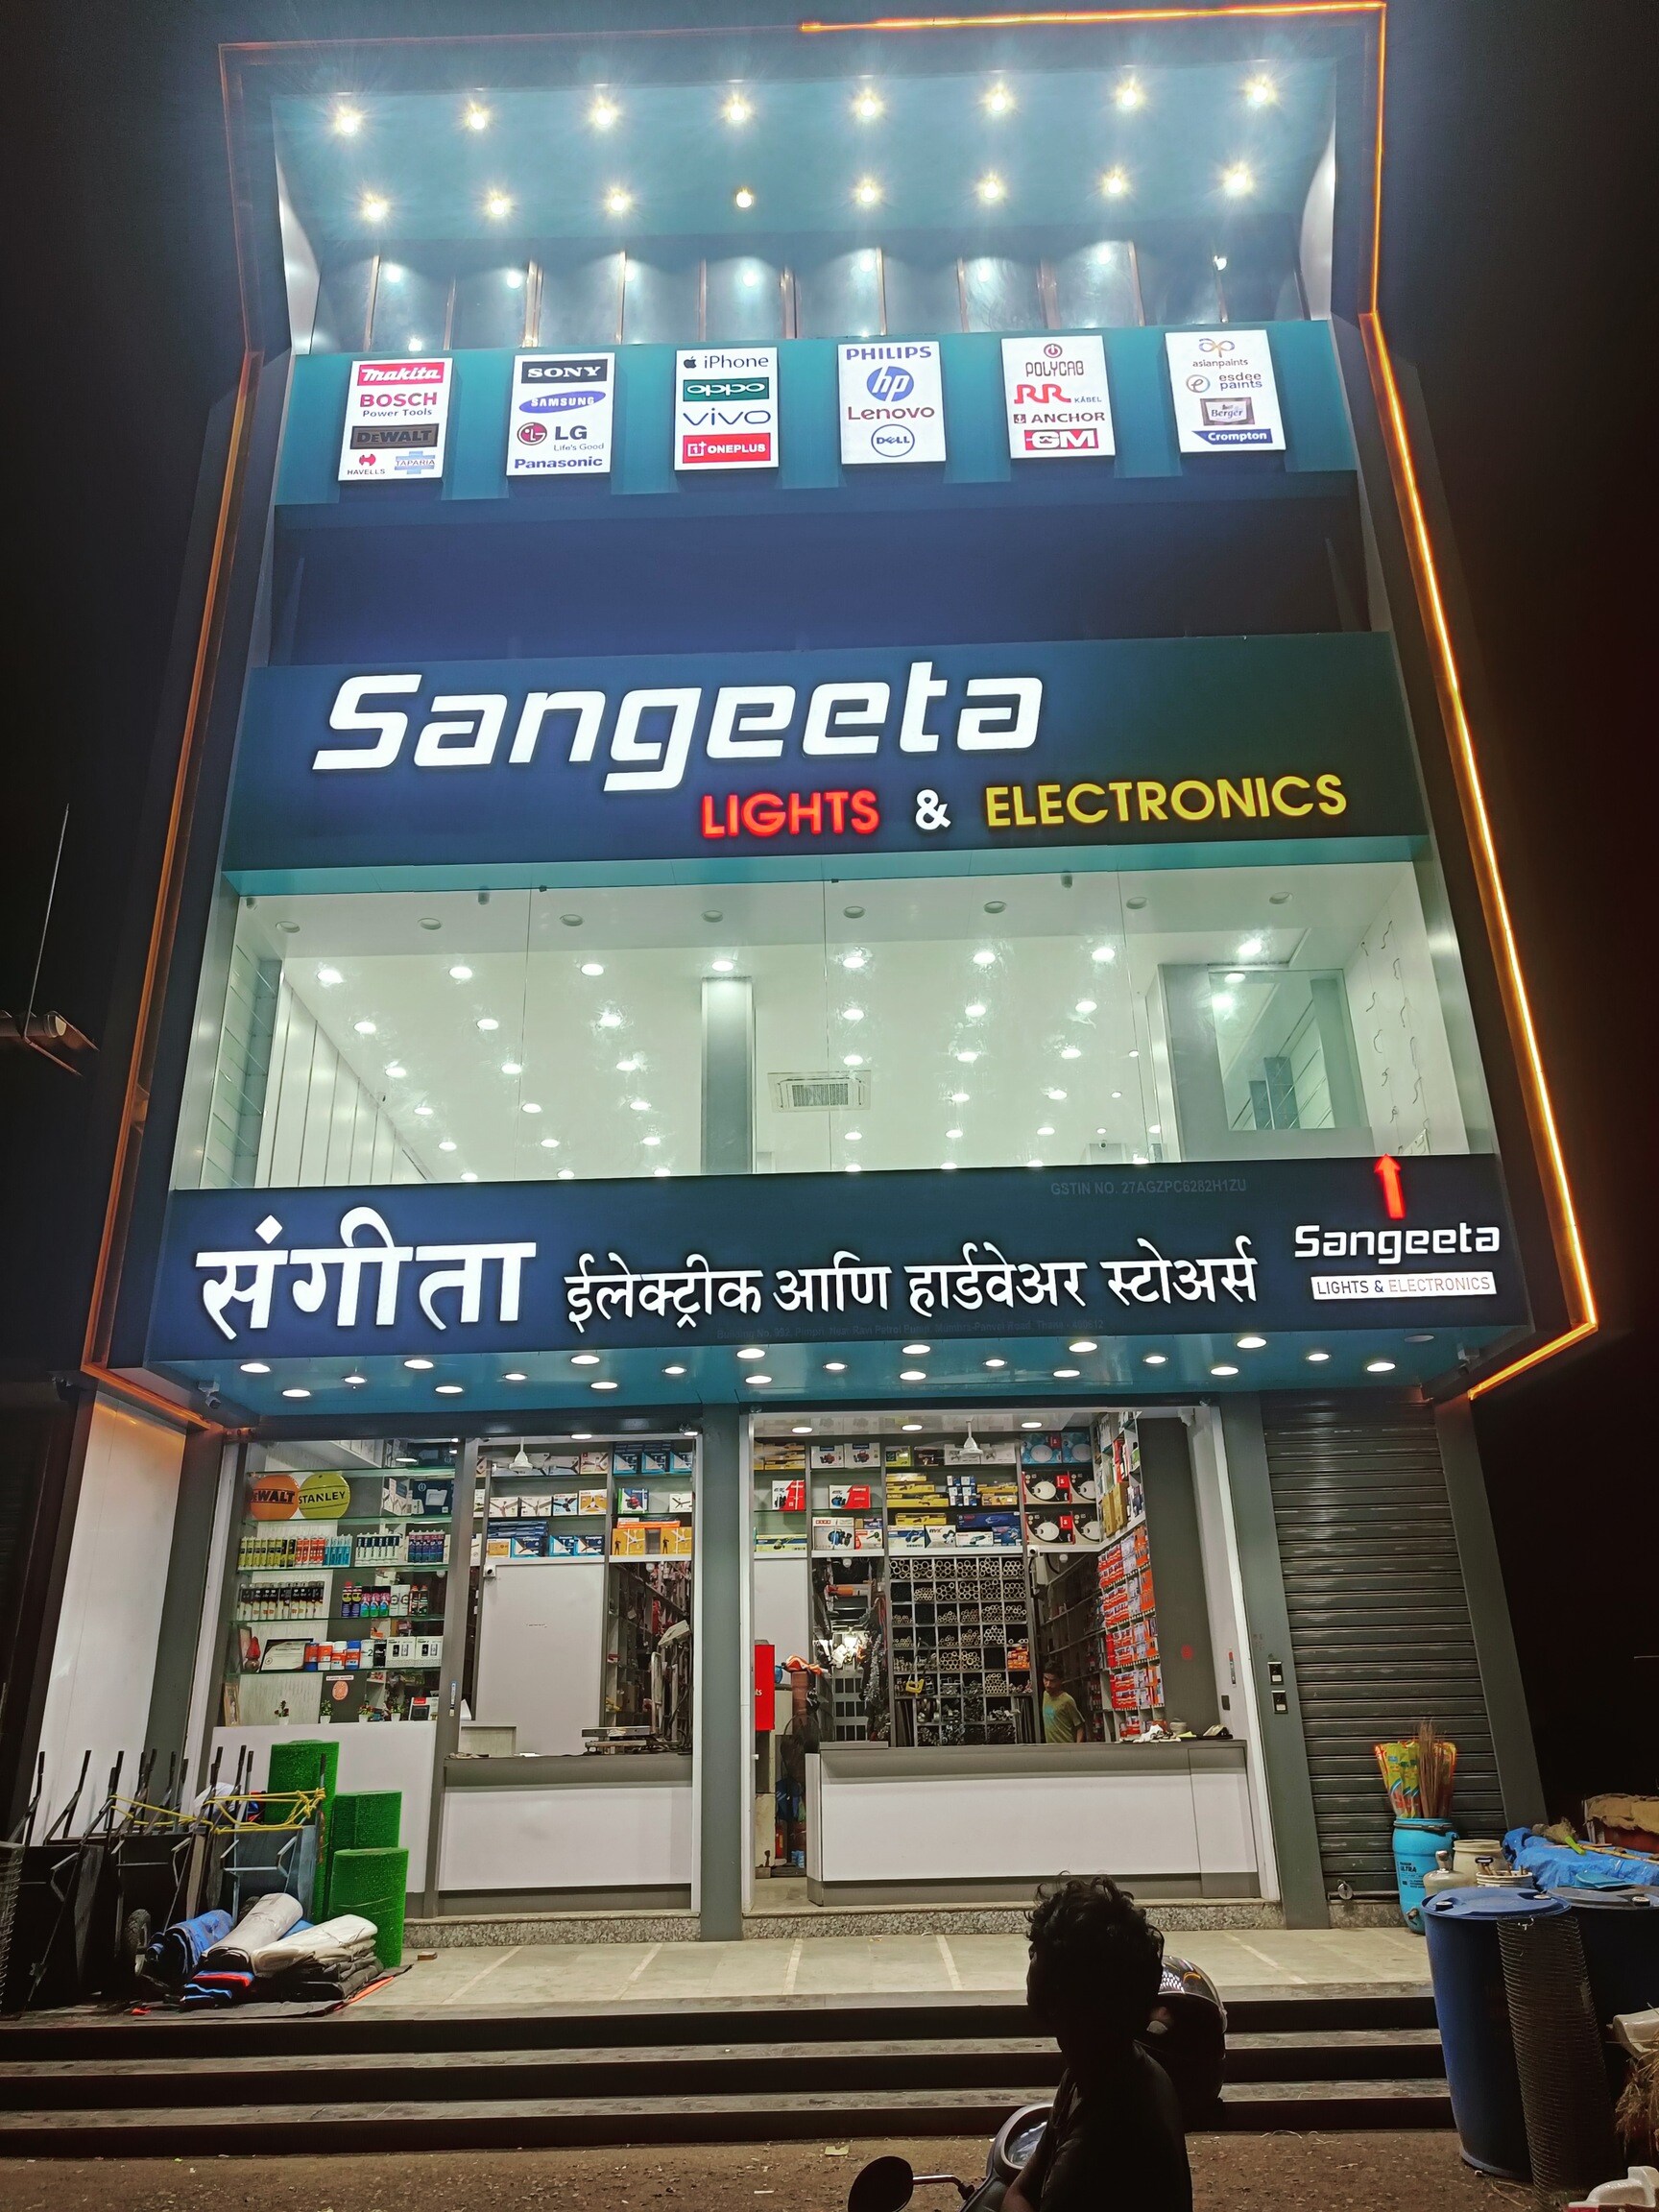 makita
BOSCH
Power Tools
DEWALT
HAVELLS
TAPARIA
SONY
SAMSUNG
LG
Life's Good
Panasonic
iPhone
oppo
vivo
ONEPLUS
PHILIPS
hp
Lenovo
DELL
POLYCAB
RR KABEL
ANCHOR
GM
asianpaints
esdee
paints
Berger
Crompton
Sangeeta
LIGHTS & ELECTRONICS
GSTIN NO. 27AGZPC6282H1ZU
संगीता ईलेक्ट्रीक आणि हार्डवेअर स्टोअर्स
Sangeeta
LIGHTS & ELECTRONICS
STANLEY